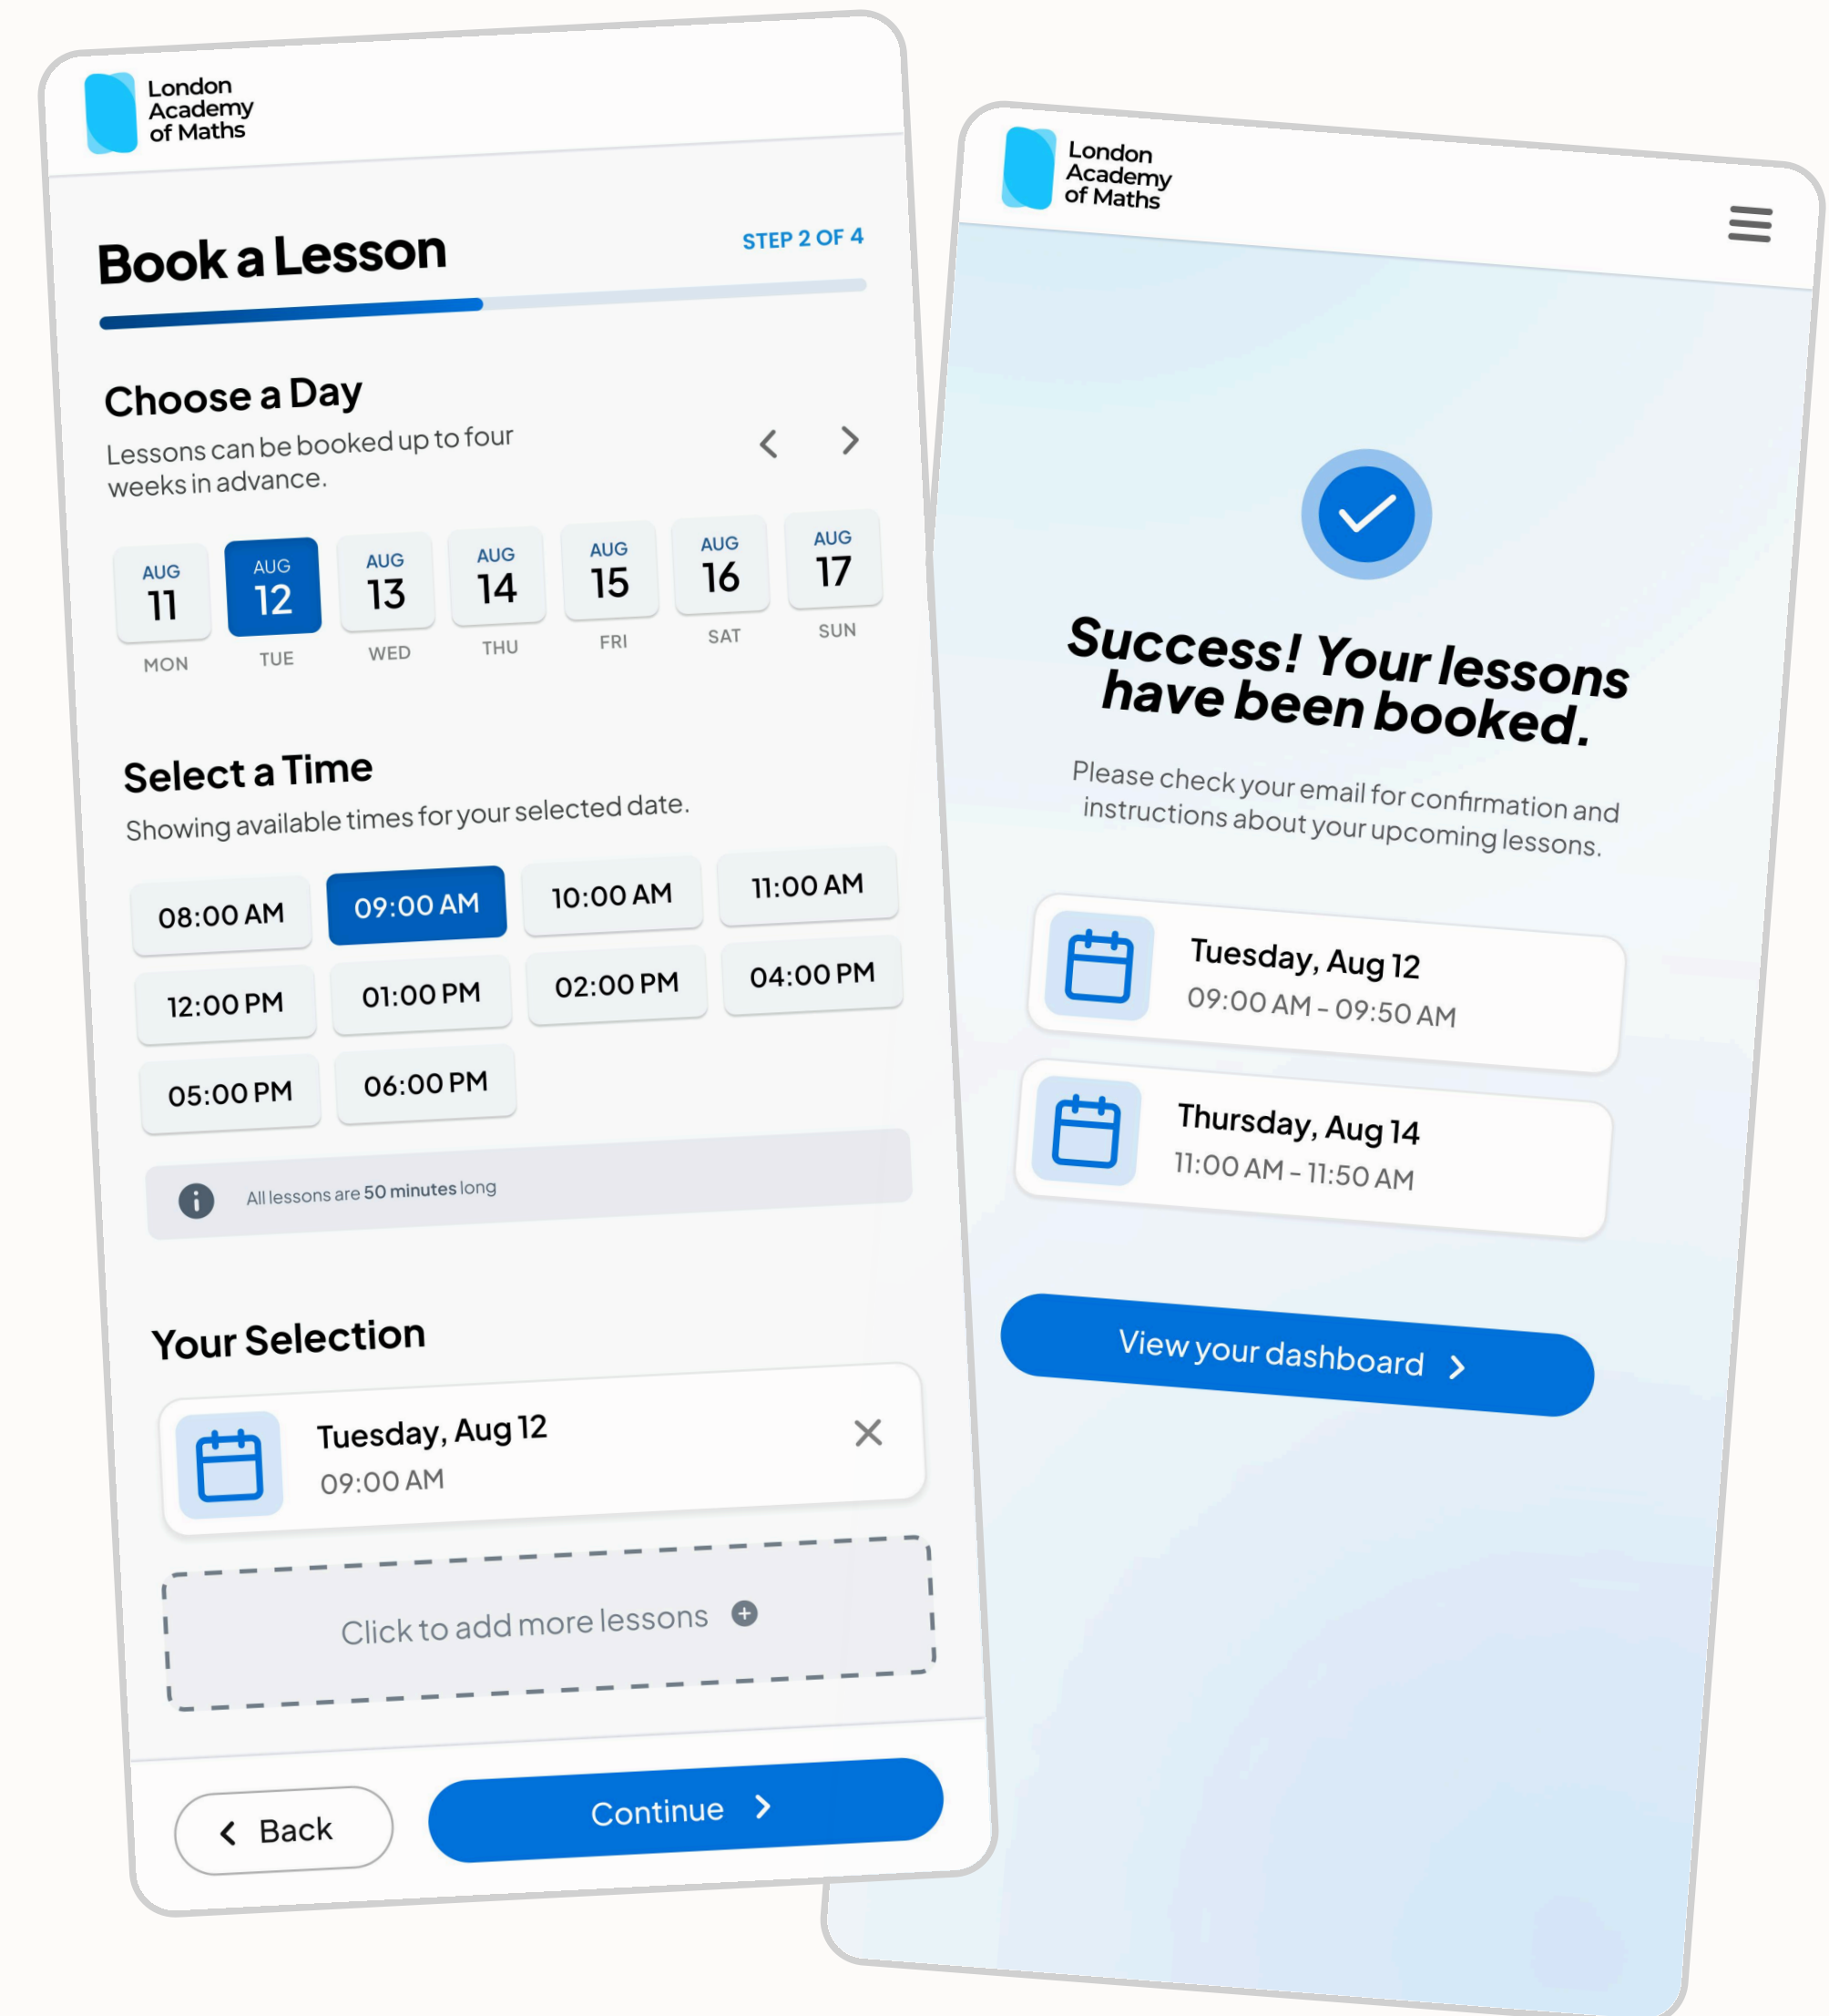 London
Academy
of Maths
Book a Lesson
STEP 2 OF 4
Choose a Day
Lessons can be booked up to four
weeks in advance.
AUG
11
MON
AUG
12
TUE
AUG
13
WED
AUG
14
THU
AUG
15
FRI
AUG
16
SAT
AUG
17
SUN
Select a Time
Showing available times for your selected date.
08:00 AM
09:00 AM
10:00 AM
11:00 AM
12:00 PM
01:00 PM
02:00 PM
04:00 PM
05:00 PM
06:00 PM
All lessons are 50 minutes long
Your Selection
Tuesday, Aug 12
09:00 AM
Click to add more lessons
Back
Continue
London
Academy
of Maths
Success! Your lessons
have been booked.
Please check your email for confirmation and
instructions about your upcoming lessons.
Tuesday, Aug 12
09:00 AM - 09:50 AM
Thursday, Aug 14
11:00 AM - 11:50 AM
View your dashboard